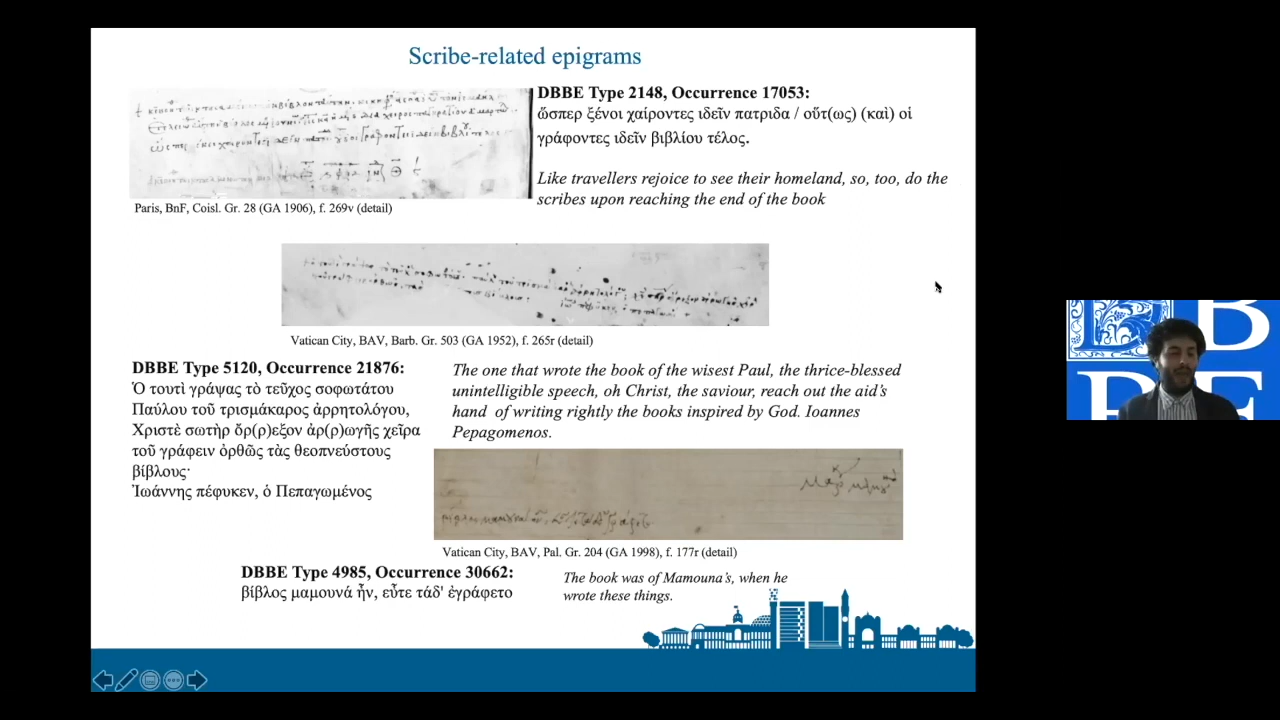 Scribe-related epigrams
DBBE Type 2148, Occurrence 17053:
ὥσπερ ξένοι χαίροντες ἰδεῖν πατριδα / οὕτ(ως) (καὶ) οἱ
γράφοντες ἰδεῖν βιβλίου τέλος.
Like travellers rejoice to see their homeland, so, too, do the
scribes upon reaching the end of the book
Paris, BnF, Coisl. Gr. 28 (GA 1906), f. 269v (detail)
Vatican City, BAV, Barb. Gr. 503 (GA 1952), f. 265r (detail)
DBBE Type 5120, Occurrence 21876:
Ὁ τουτὶ γράψας τὸ τεῦχος σοφωτάτου
Παύλου τοῦ τρισμάκαρος ἀρρητολόγου,
Χριστὲ σωτὴρ ὄρ(ρ)εξον ἀρ(ρ)ωγῆς χεῖρα
τοῦ γράφειν ὀρθῶς τὰς θεοπνεύστους
βίβλους·
Ἰωάννης πέφυκεν, ὁ Πεπαγωμένος
The one that wrote the book of the wisest Paul, the thrice-blessed
unintelligible speech, oh Christ, the saviour, reach out the aid's
hand of writing rightly the books inspired by God. Ioannes
Pepagomenos.
Vatican City, BAV, Pal. Gr. 204 (GA 1998), f. 177r (detail)
DBBE Type 4985, Occurrence 30662:
βίβλος μαμουνά ἦν, εὖτε τάδ' ἐγράφετο
The book was of Mamouna's, when he
wrote these things.